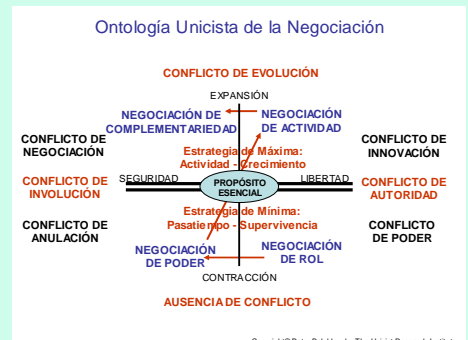 Ontología Unicista de la Negociación
CONFLICTO DE EVOLUCIÓN
EXPANSIÓN
NEGOCIACIÓN DE
COMPLEMENTARIEDAD
NEGOCIACIÓN
DE ACTIVIDAD
CONFLICTO DE
NEGOCIACIÓN
CONFLICTO DE
INNOVACIÓN
Estrategia de Máxima:
Actividad - Crecimiento
SEGURIDAD
LIBERTAD
CONFLICTO DE
INVOLUCIÓN
PROPÓSITO
ESENCIAL
CONFLICTO DE
AUTORIDAD
Estrategia de Mínima:
Pasatiempo - Supervivencia
CONFLICTO DE
ANULACIÓN
CONFLICTO
DE PODER
NEGOCIACIÓN
DE PODER
NEGOCIACIÓN
DE ROL
CONTRACCIÓN
AUSENCIA DE CONFLICTO